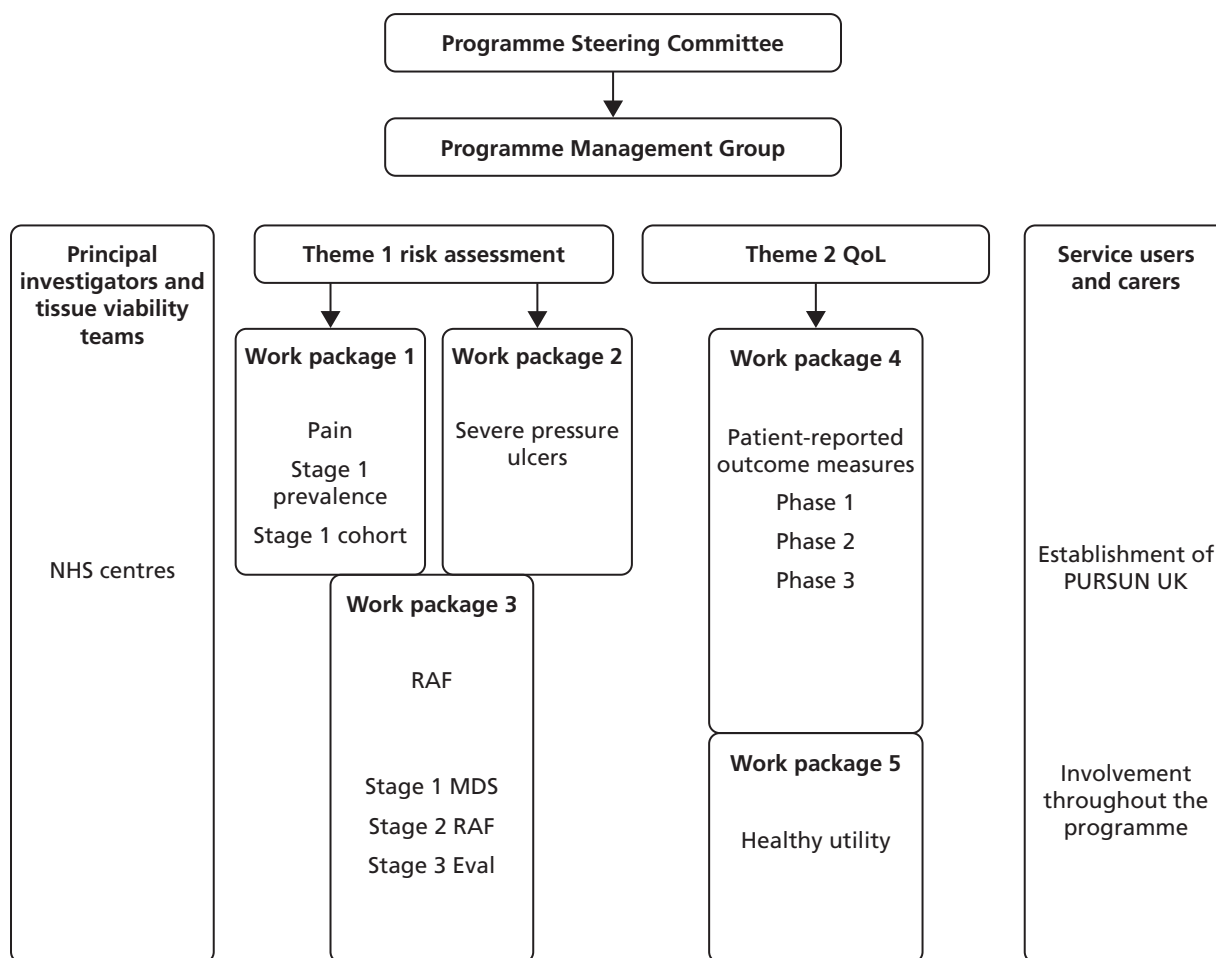 Programme Steering Committee
Programme Management Group
Principal
investigators and
tissue viability
teams
NHS centres
Theme 1 risk assessment
Work package 1
Pain
Stage 1
prevalence
Stage 1 cohort
Work package 2
Severe pressure
ulcers
Work package 3
RAF
Stage 1 MDS
Stage 2 RAF
Stage 3 Eval
Theme 2 QoL
Work package 4
Patient-reported
outcome measures
Phase 1
Phase 2
Phase 3
Work package 5
Healthy utility
Service users
and carers
Establishment of
PURSUN UK
Involvement
throughout the
programme